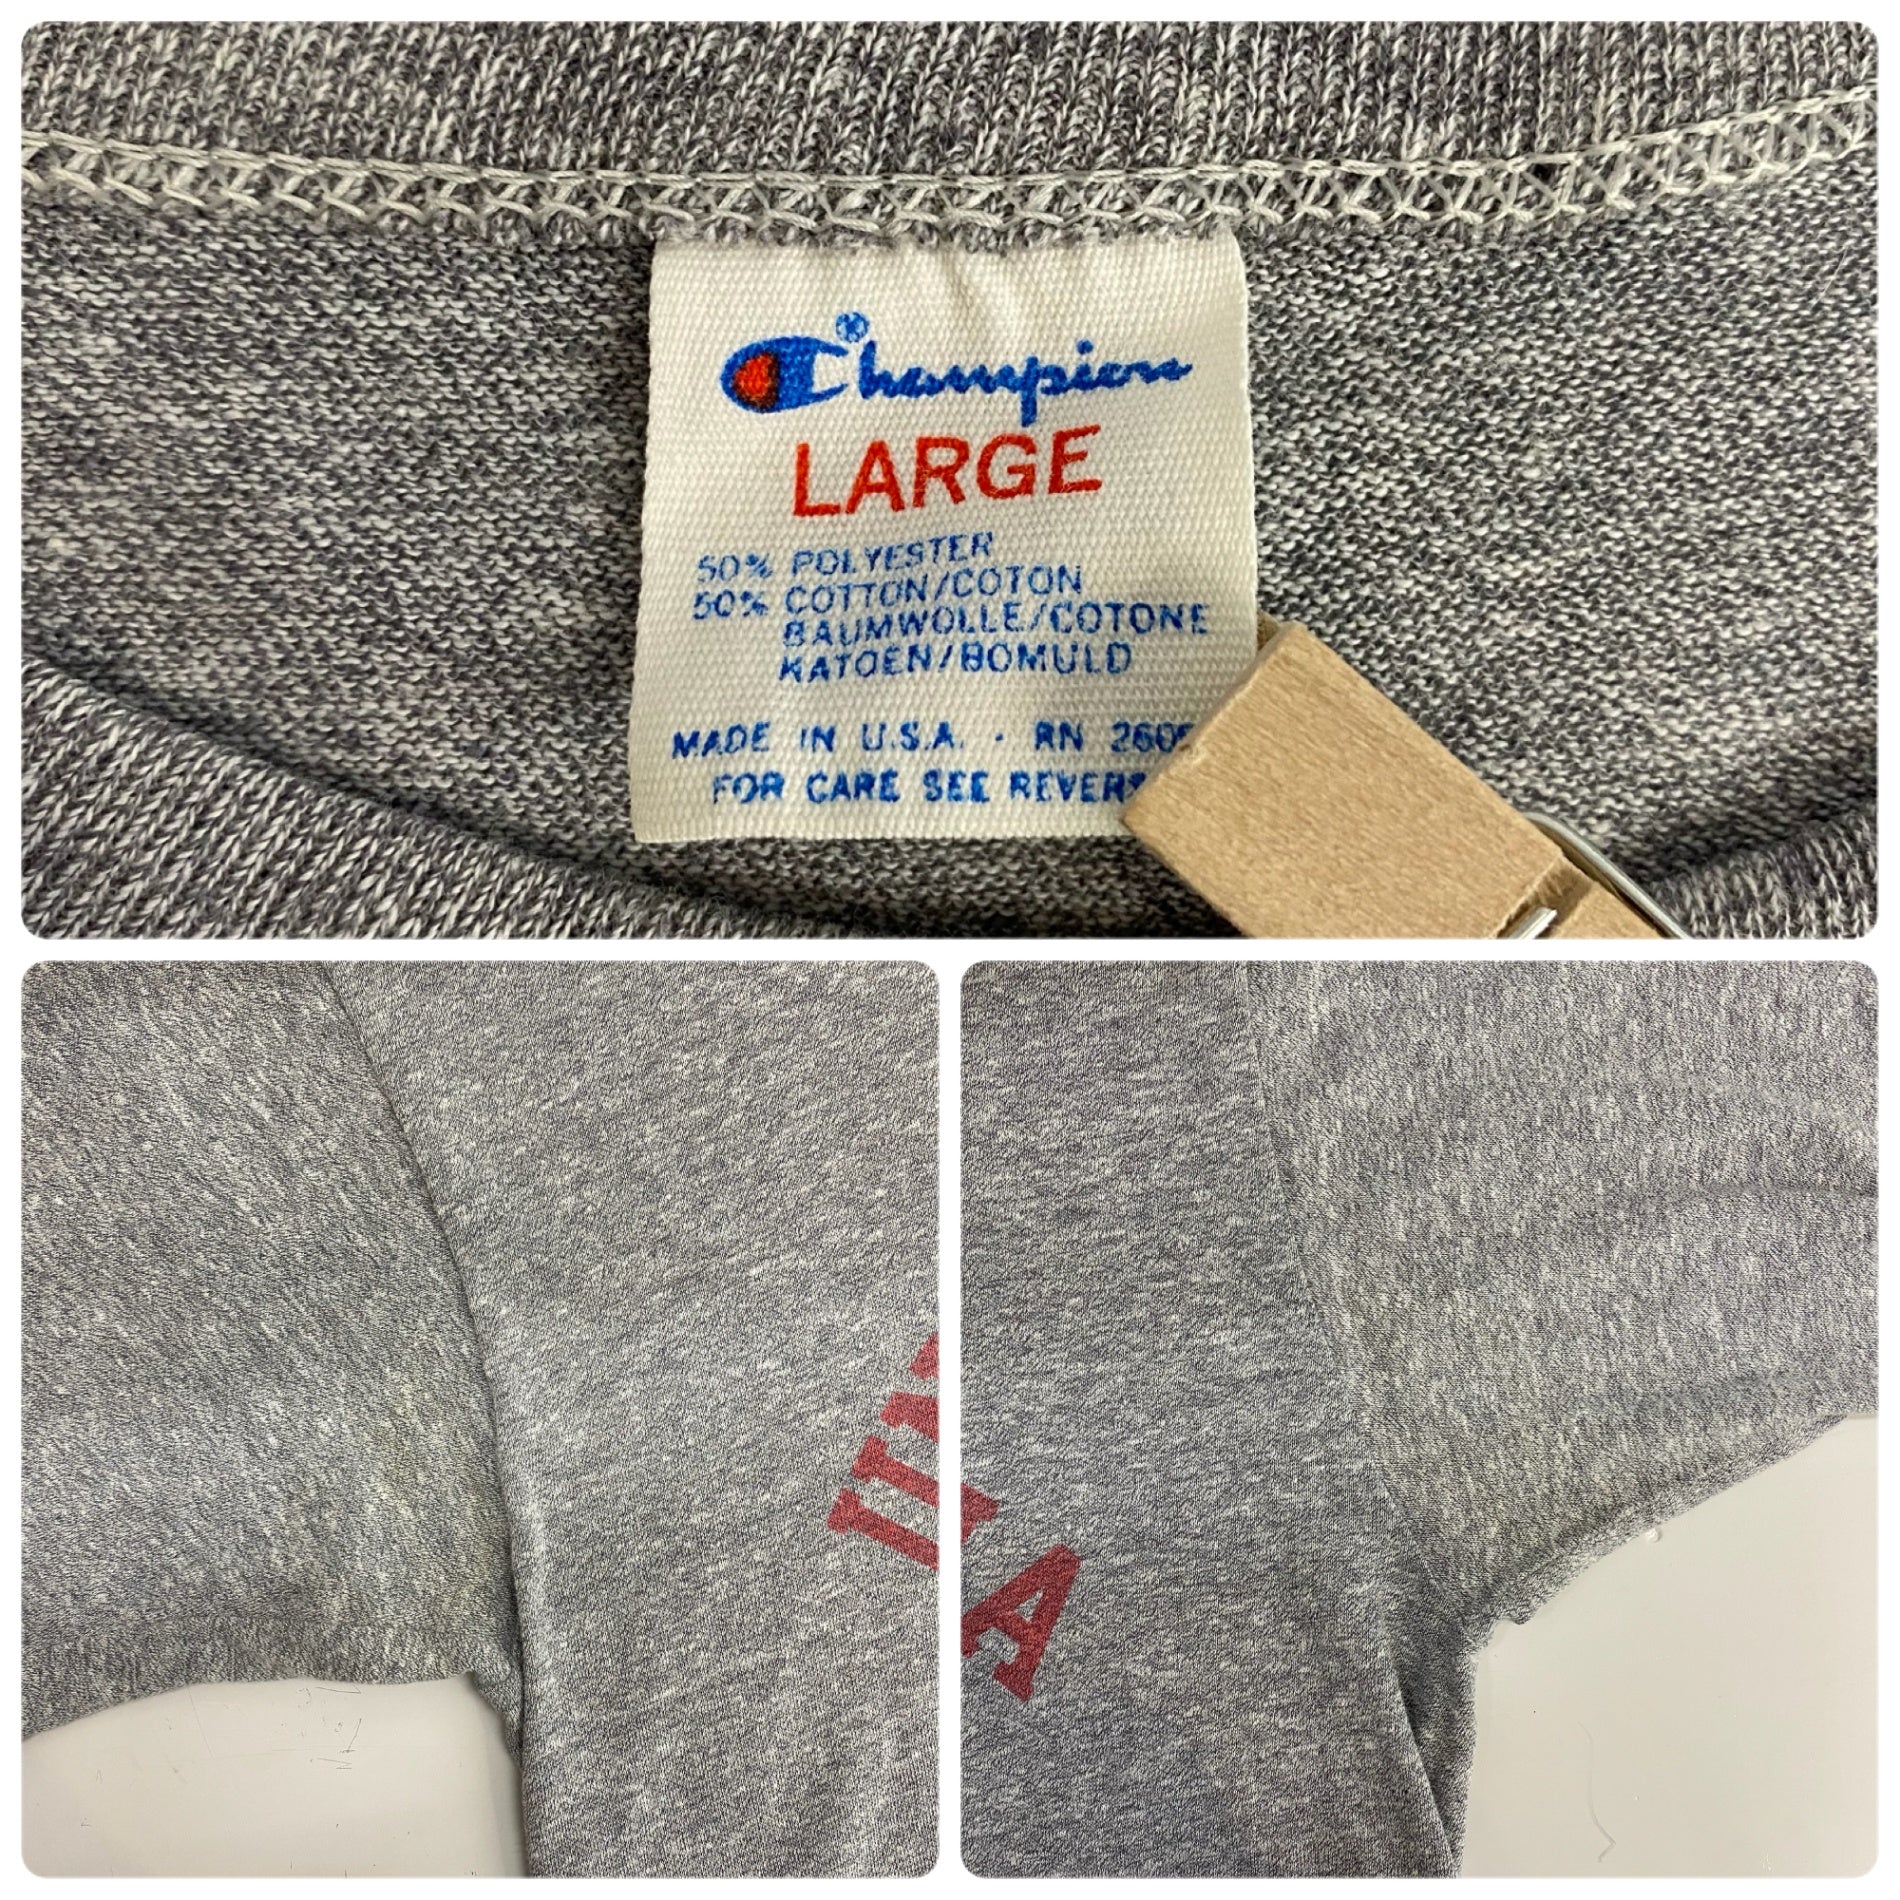 Champion
LARGE
50% POLYESTER
50% COTTON/COTON
BAUMWOLLE/COTONE
KATOEN/BOMULD
MADE IN U.S.A. - RN
FOR CARE SEE
A